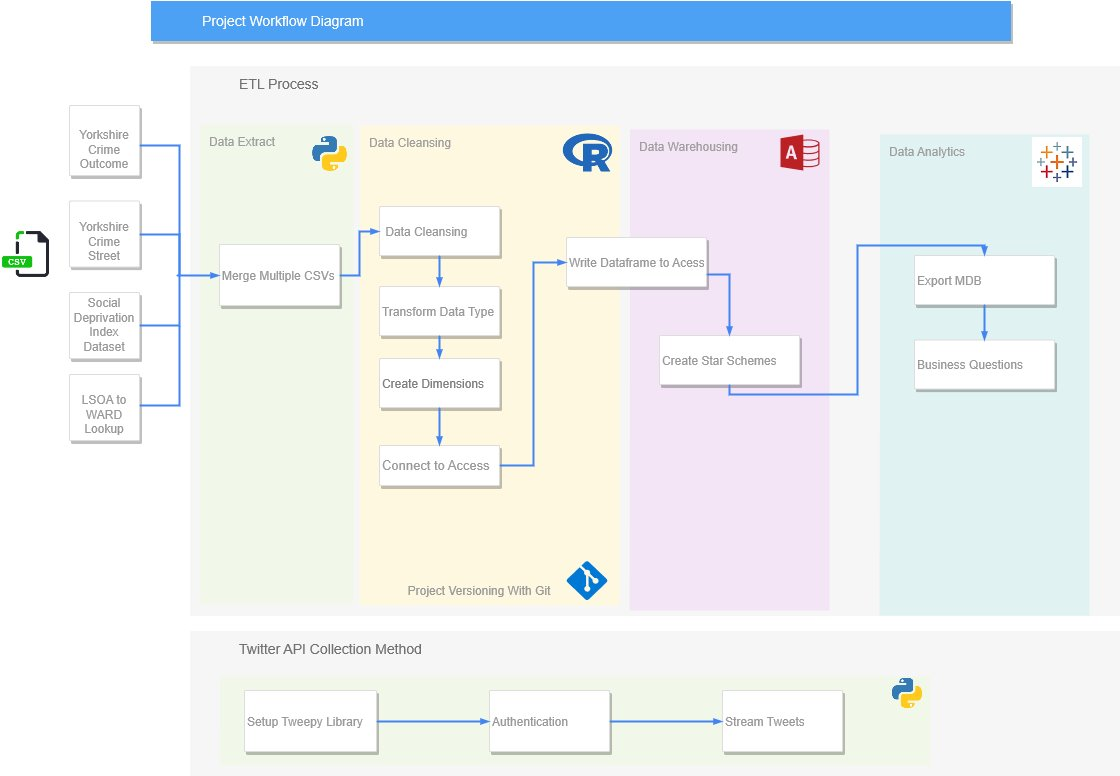 Project Workflow Diagram
ETL Process
Yorkshire
Crime
Outcome
Yorkshire
Crime
Street
CSV
Social
Deprivation
Index
Dataset
LSOA to
WARD
Lookup
Data Extract
Merge Multiple CSVs
Data Cleansing
Data Cleansing
Transform Data Type
Create Dimensions
Connect to Access
Project Versioning With Git
Data Warehousing
A
Write Dataframe to Acess
Create Star Schemes
Data Analytics
Export MDB
Business Questions
Twitter API Collection Method
Setup Tweepy Library
Authentication
Stream Tweets